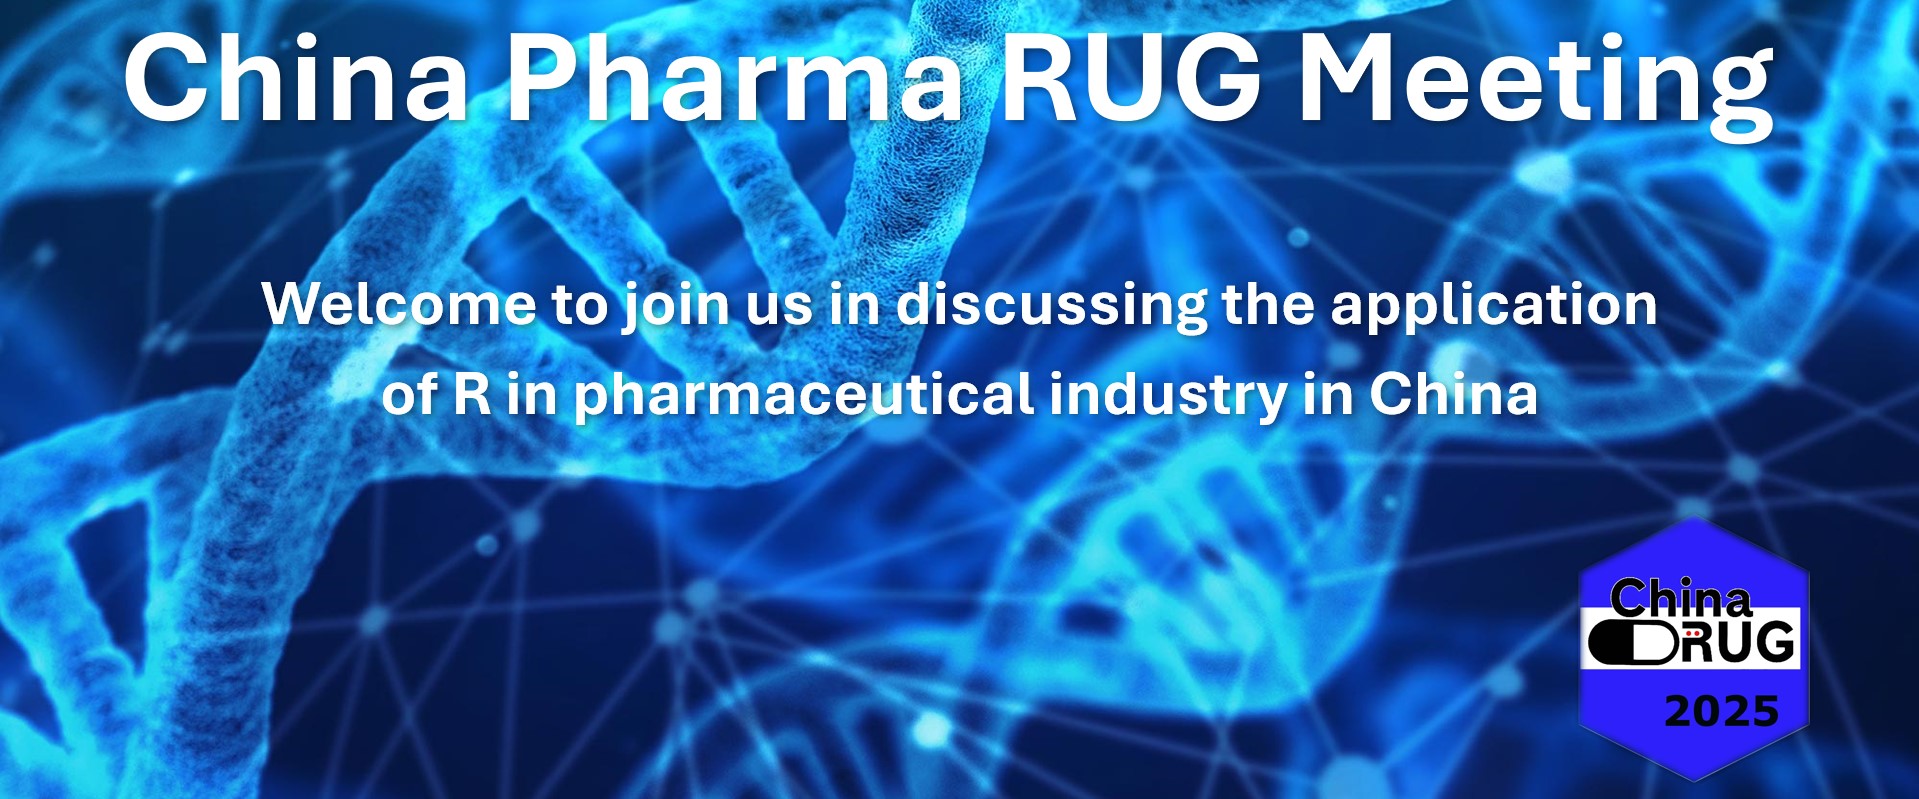 China Pharma RUG Meeting
Welcome to join us in discussing the application
of R in pharmaceutical industry in China
China
DRUG
2025